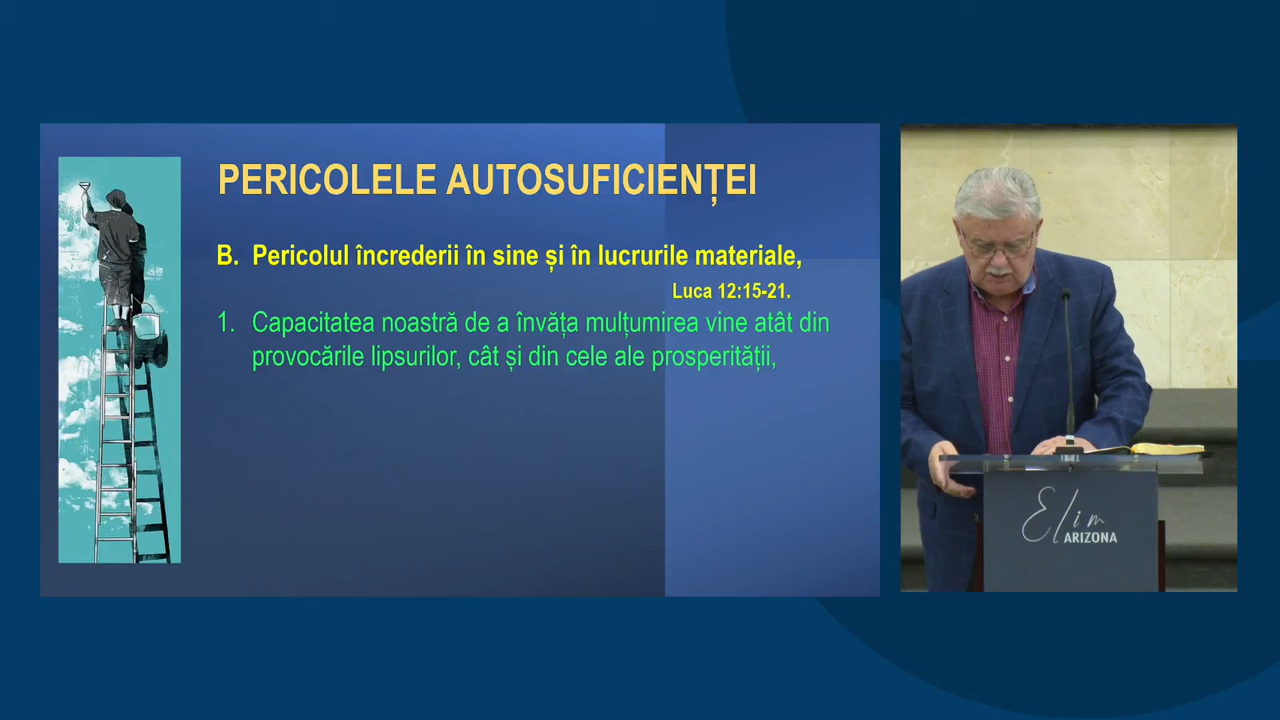 PERICOLELE AUTOSUFICIENȚEI
B. Pericolul încrederii în sine și în lucrurile materiale,
Luca 12:15-21.
1. Capacitatea noastră de a învăța mulțumirea vine atât din
provocările lipsurilor, cât și din cele ale prosperității,
Elim
ARIZONA